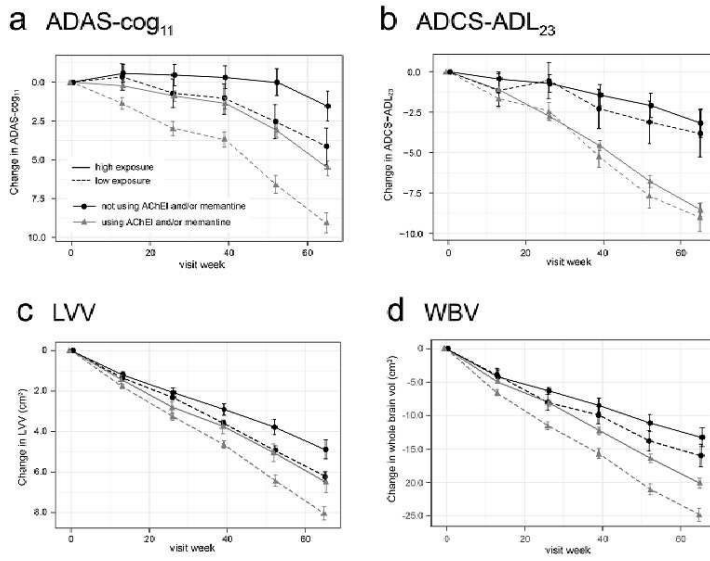 a ADAS-cog₁₁
Change in ADAS-cog₁₁
0.0
2.5
5.0
7.5
10.0
high exposure
low exposure
not using AChEI and/or memantine
using AChEI and/or memantine
0 20 40 60
visit week
b ADCS-ADL₂₃
Change in ADCS-ADL₂₃
0.0
−2.5
−5.0
−7.5
−10.0
0 20 40 60
visit week
c LVV
Change in LVV (cm³)
0
2.0
4.0
6.0
8.0
0 20 40 60
visit week
d WBV
Change in whole brain vol (cm³)
-0
-5.0
-10.0
-15.0
-20.0
-25.0
0 20 40 60
visit week